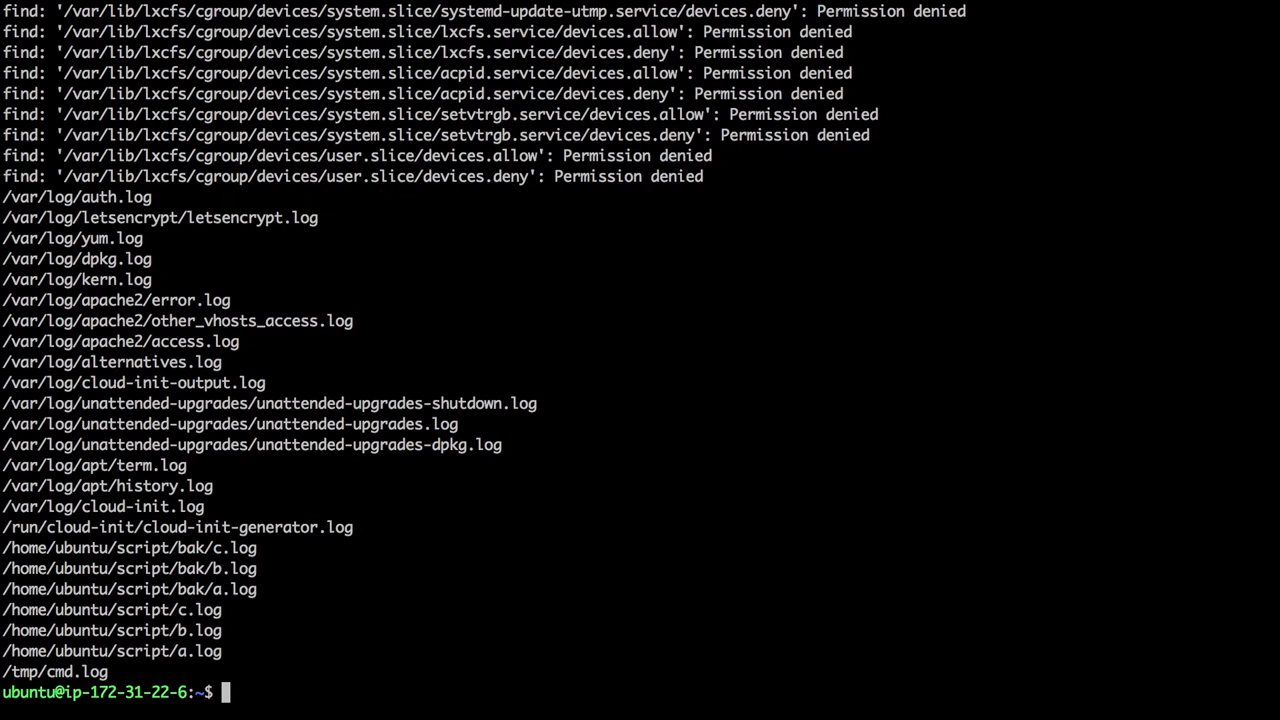 find: '/var/lib/lxcfs/cgroup/devices/system.slice/systemd-update-utmp.service/devices.deny': Permission denied
find: '/var/lib/lxcfs/cgroup/devices/system.slice/lxcfs.service/devices.allow': Permission denied
find: '/var/lib/lxcfs/cgroup/devices/system.slice/lxcfs.service/devices.deny': Permission denied
find: '/var/lib/lxcfs/cgroup/devices/system.slice/acpid.service/devices.allow': Permission denied
find: '/var/lib/lxcfs/cgroup/devices/system.slice/acpid.service/devices.deny': Permission denied
find: '/var/lib/lxcfs/cgroup/devices/system.slice/setvtrgb.service/devices.allow': Permission denied
find: '/var/lib/lxcfs/cgroup/devices/system.slice/setvtrgb.service/devices.deny': Permission denied
find: '/var/lib/lxcfs/cgroup/devices/user.slice/devices.allow': Permission denied
find: '/var/lib/lxcfs/cgroup/devices/user.slice/devices.deny': Permission denied
/var/log/auth.log
/var/log/letsencrypt/letsencrypt.log
/var/log/yum.log
/var/log/dpkg.log
/var/log/kern.log
/var/log/apache2/error.log
/var/log/apache2/other_vhosts_access.log
/var/log/apache2/access.log
/var/log/alternatives.log
/var/log/cloud-init-output.log
/var/log/unattended-upgrades/unattended-upgrades-shutdown.log
/var/log/unattended-upgrades/unattended-upgrades.log
/var/log/unattended-upgrades/unattended-upgrades-dpkg.log
/var/log/apt/term.log
/var/log/apt/history.log
/var/log/cloud-init.log
/run/cloud-init/cloud-init-generator.log
/home/ubuntu/script/bak/c.log
/home/ubuntu/script/bak/b.log
/home/ubuntu/script/bak/a.log
/home/ubuntu/script/c.log
/home/ubuntu/script/b.log
/home/ubuntu/script/a.log
/tmp/cmd.log
ubuntu@ip-172-31-22-6:~$